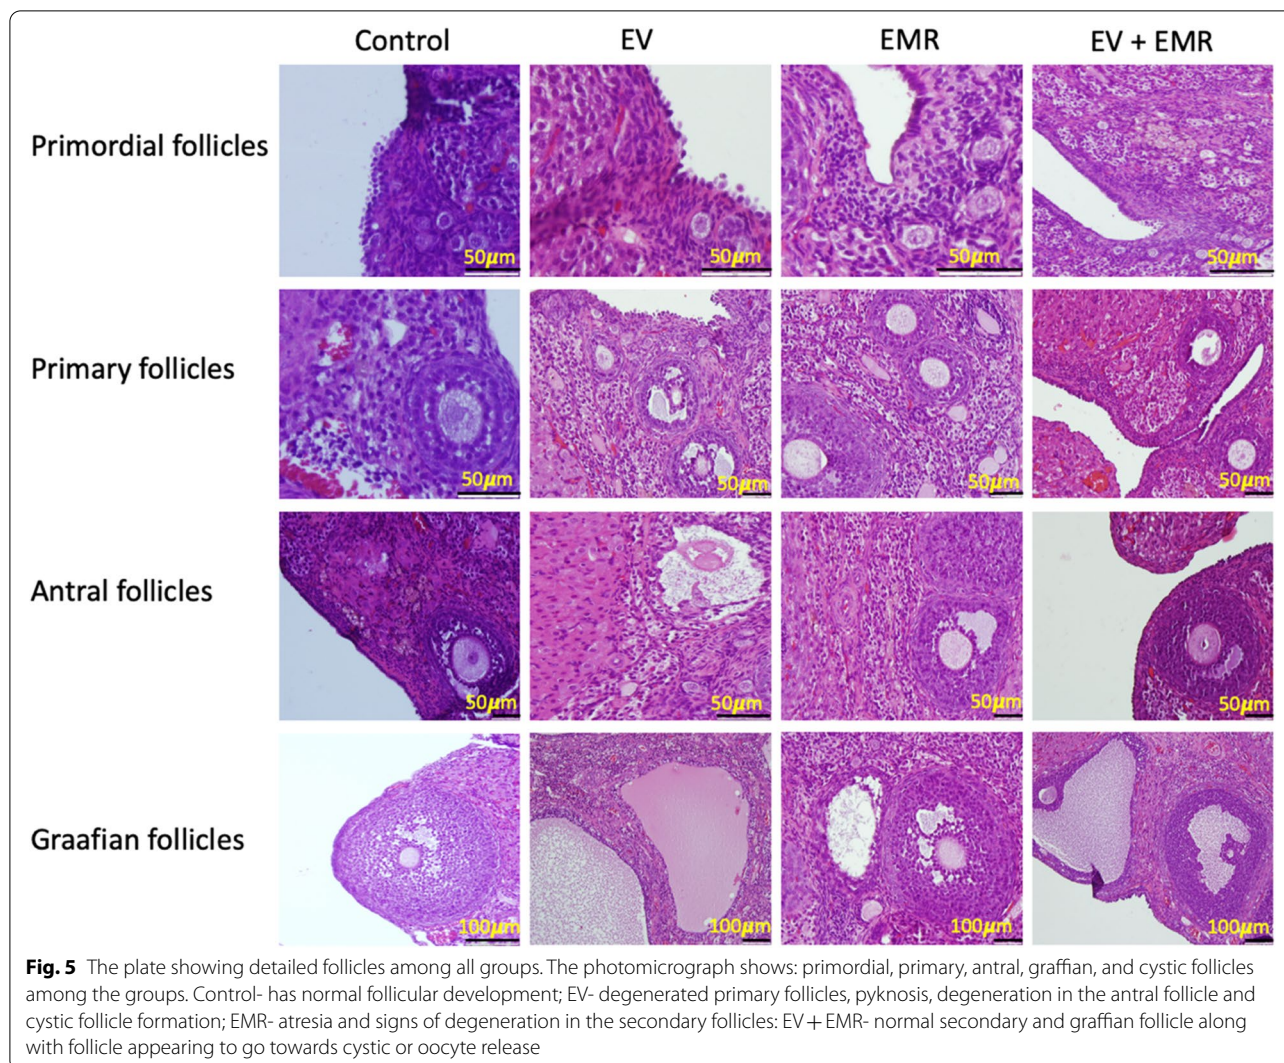 Control EV EMR EV + EMR
Primordial follicles
50μm 50μm 50μm 50μm
Primary follicles
50μm 50μm 50μm 50μm
Antral follicles
50μm 50μm 50μm 50μm
Graafian follicles
100μm 100μm 100μm 100μm
Fig. 5 The plate showing detailed follicles among all groups. The photomicrograph shows: primordial, primary, antral, graffian, and cystic follicles
among the groups. Control- has normal follicular development; EV- degenerated primary follicles, pyknosis, degeneration in the antral follicle and
cystic follicle formation; EMR- atresia and signs of degeneration in the secondary follicles: EV + EMR- normal secondary and graffian follicle along
with follicle appearing to go towards cystic or oocyte release